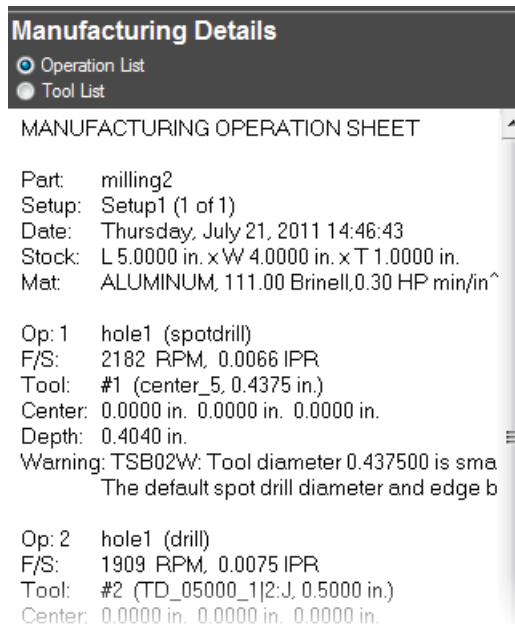 Manufacturing Details
Operation List
Tool List
MANUFACTURING OPERATION SHEET
Part: milling2
Setup: Setup1 (1 of 1)
Date: Thursday, July 21, 2011 14:46:43
Stock: L 5.0000 in. x W 4.0000 in. x T 1.0000 in.
Mat: ALUMINUM, 111.00 Brinell,0.30 HP min/in^
Op: 1 hole1 (spotdrill)
F/S: 2182 RPM, 0.0066 IPR
Tool: #1 (center_5, 0.4375 in.)
Center: 0.0000 in. 0.0000 in. 0.0000 in.
Depth: 0.4040 in.
Warning: TSB02W: Tool diameter 0.437500 is sma
The default spot drill diameter and edge b
Op: 2 hole1 (drill)
F/S: 1909 RPM, 0.0075 IPR
Tool: #2 (TD_05000_1|2:J, 0.5000 in.)
Center: 0.0000 in. 0.0000 in. 0.0000 in.